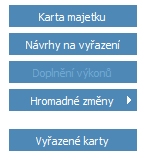 Karta majetku
Návrhy na vyřazení
Doplnění výkonů
Hromadné změny
Vyřazené karty